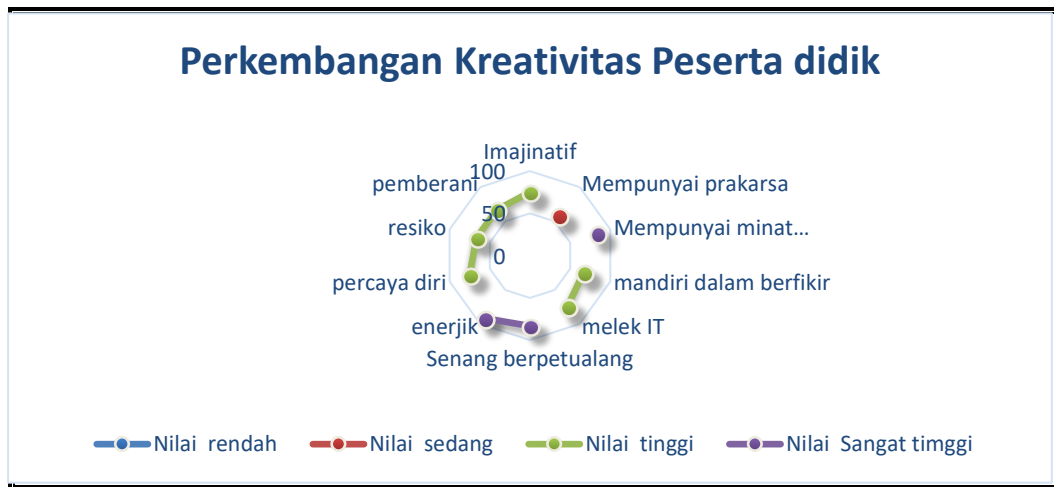 Perkembangan Kreativitas Peserta didik
Imajinatif
Mempunyai prakarsa
Mempunyai minat...
mandiri dalam berfikir
melek IT
Senang berpetualang
enerjik
percaya diri
resiko
pemberani
100
50
0
Nilai rendah
Nilai sedang
Nilai tinggi
Nilai Sangat timggi